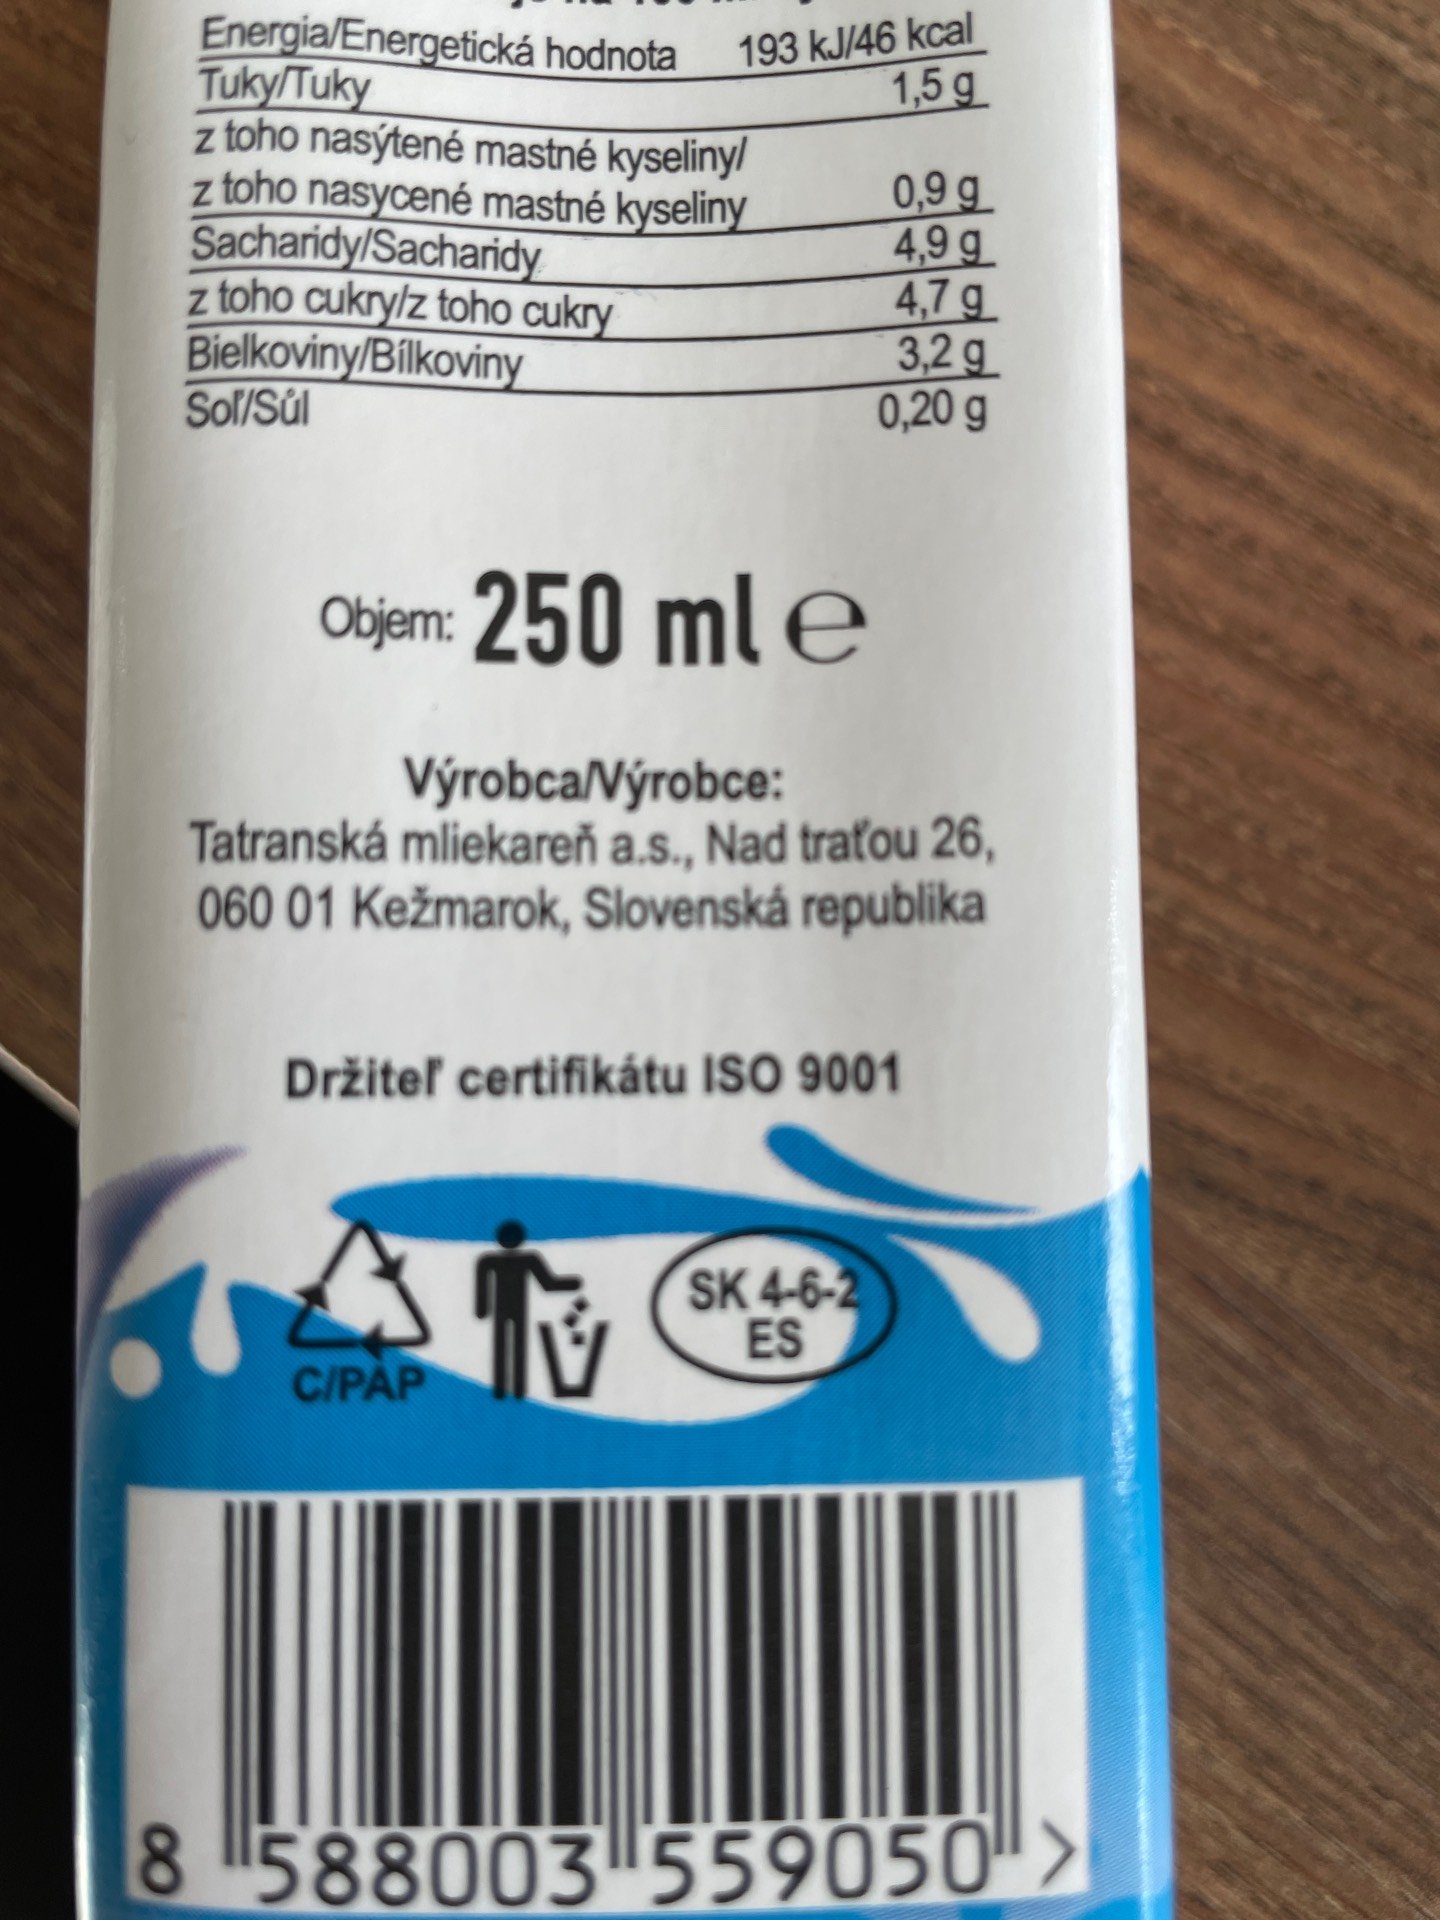 Energia/Energetická hodnota 193 kJ/46 kcal
Tuky/Tuky 1,5 g
z toho nasýtené mastné kyseliny/
z toho nasycené mastné kyseliny 0,9 g
Sacharidy/Sacharidy 4,9 g
z toho cukry/z toho cukry 4,7 g
Bielkoviny/Bílkoviny 3,2 g
Soľ/Sůl 0,20 g
Objem: 250 ml e
Výrobca/Výrobce:
Tatranská mliekareň a.s., Nad traťou 26,
060 01 Kežmarok, Slovenská republika
Držiteľ certifikátu ISO 9001
SK 4-6-2
ES
C/PAP
8 588003 559050 >